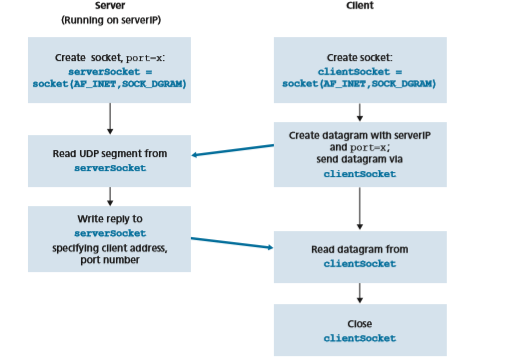 Server
(Running on serverIP)
Create socket, port=x:
serverSocket =
socket(AF_INET,SOCK_DGRAM)
Read UDP segment from
serverSocket
Write reply to
serverSocket
specifying client address,
port number
Client
Create socket:
clientSocket =
socket(AF_INET,SOCK_DGRAM)
Create datagram with serverIP
and port=x;
send datagram via
clientSocket
Read datagram from
clientSocket
Close
clientSocket